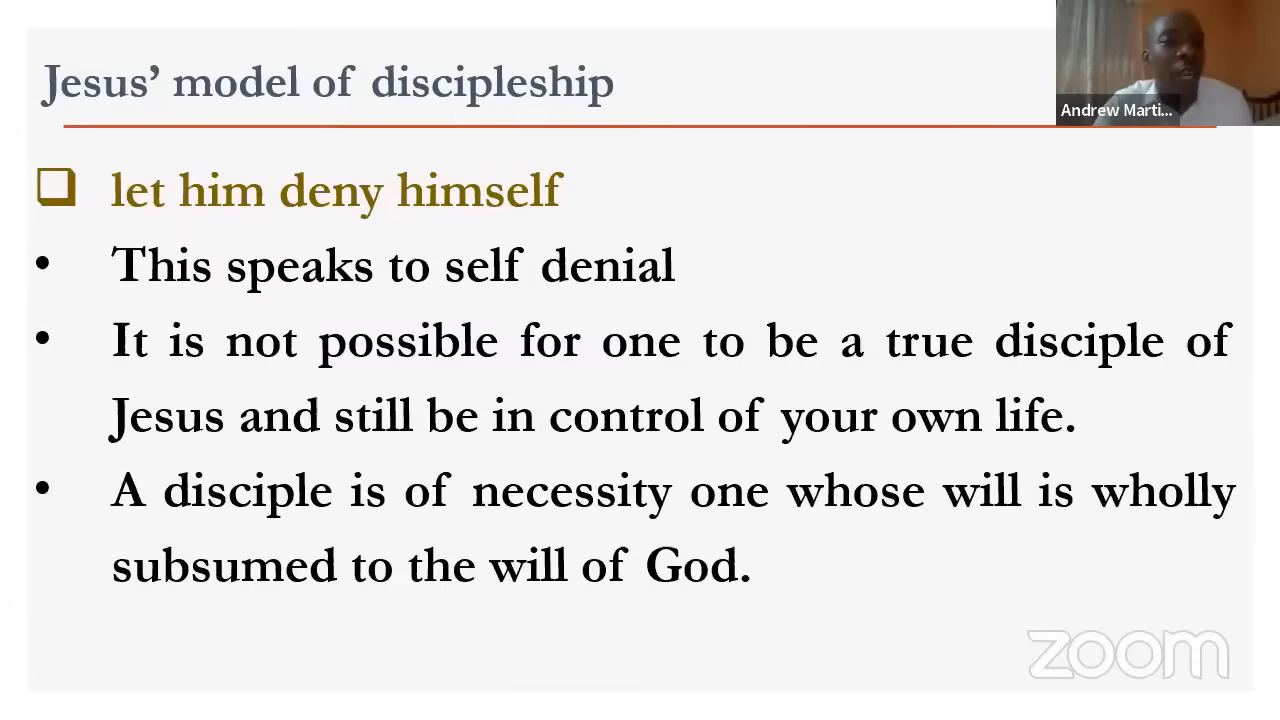 Jesus’ model of discipleship
Andrew Marti...
❑ let him deny himself
• This speaks to self denial
• It is not possible for one to be a true disciple of
Jesus and still be in control of your own life.
• A disciple is of necessity one whose will is wholly
subsumed to the will of God.
zoom